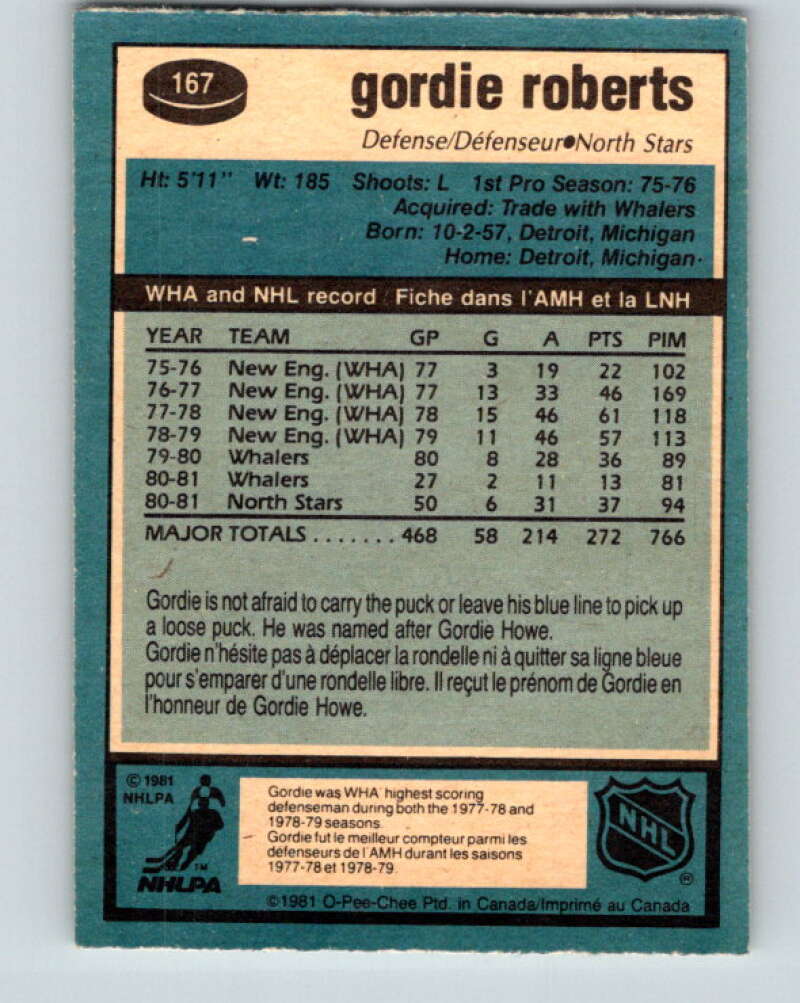 167
gordie roberts
Defense/Défenseur●North Stars
Ht: 5'11" Wt: 185 Shoots: L 1st Pro Season: 75-76
Acquired: Trade with Whalers
Born: 10-2-57, Detroit, Michigan
Home: Detroit, Michigan
WHA and NHL record Fiche dans l'AMH et la LNH
YEAR TEAM GP G A PTS PIM
75-76 New Eng. (WHA) 77 3 19 22 102
76-77 New Eng. (WHA) 77 13 33 46 169
77-78 New Eng. (WHA) 78 15 46 61 118
78-79 New Eng. (WHA) 79 11 46 57 113
79-80 Whalers 80 8 28 36 89
80-81 Whalers 27 2 11 13 81
80-81 North Stars 50 6 31 37 94
MAJOR TOTALS ....... 468 58 214 272 766
Gordie is not afraid to carry the puck or leave his blue line to pick up
a loose puck. He was named after Gordie Howe.
Gordie n'hésite pas à déplacer la rondelle ni à quitter sa ligne bleue
pour s'emparer d'une rondelle libre. Il reçut le prénom de Gordie en
l'honneur de Gordie Howe.
© 1981
NHLPA
TM
NHLPA
Gordie was WHA highest scoring
defenseman during both the 1977-78 and
1978-79 seasons.
Gordie fut le meilleur compteur parmi les
défenseurs de l'AMH durant les saisons
1977-78 et 1978-79.
NHL
®
©1981 O-Pee-Chee Ptd. in Canada/Imprimé au Canada